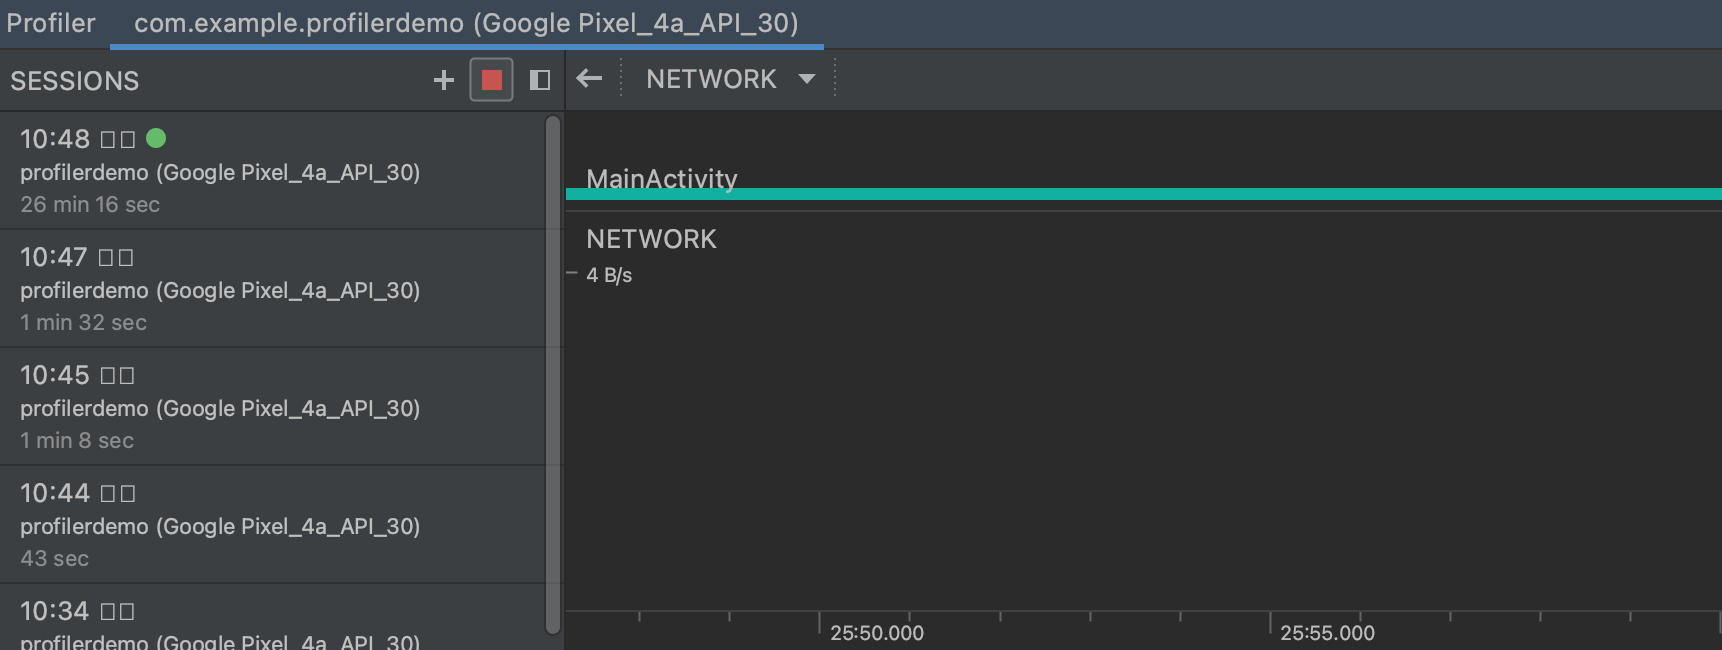 Profiler com.example.profilerdemo (Google Pixel_4a_API_30)
SESSIONS
NETWORK
10:48
profilerdemo (Google Pixel_4a_API_30)
26 min 16 sec
10:47
profilerdemo (Google Pixel_4a_API_30)
1 min 32 sec
10:45
profilerdemo (Google Pixel_4a_API_30)
1 min 8 sec
10:44
profilerdemo (Google Pixel_4a_API_30)
43 sec
10:34
profilerdemo (Google Pixel_4a_API_30)
MainActivity
NETWORK
4 B/s
25:50.000 25:55.000